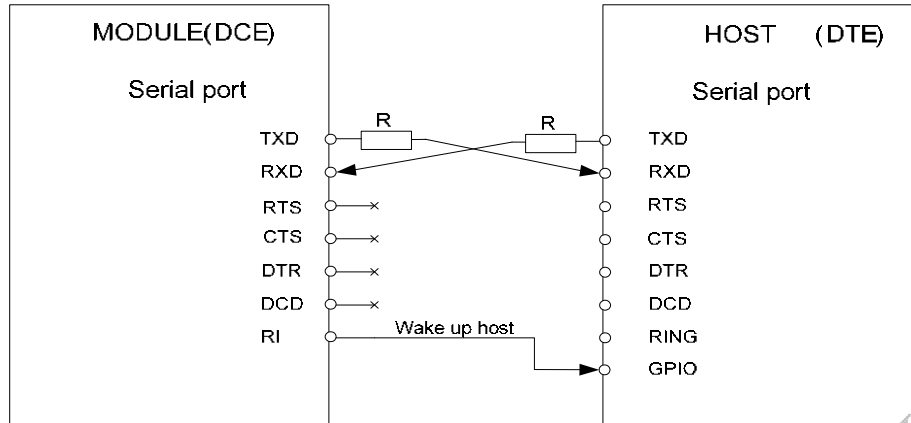 MODULE(DCE)
Serial port
TXD
RXD
RTS
CTS
DTR
DCD
RI
R
R
Wake up host
HOST (DTE)
Serial port
TXD
RXD
RTS
CTS
DTR
DCD
RING
GPIO